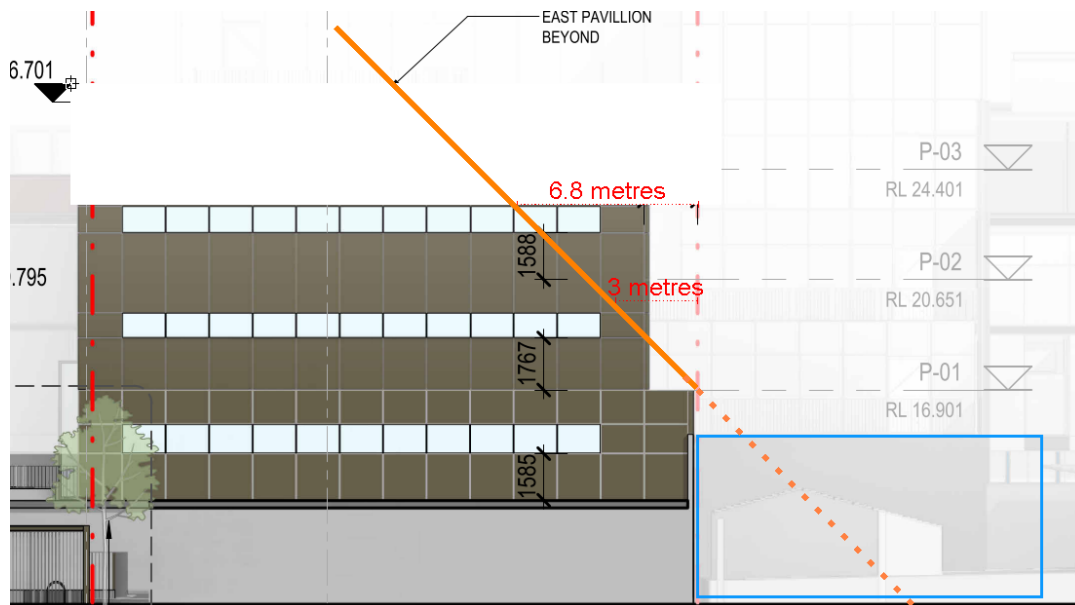 EAST PAVILLION
BEYOND
6.701
P-03
RL 24.401
6.8 metres
1588
P-02
.795
3 metres
RL 20.651
1767
P-01
RL 16.901
1585